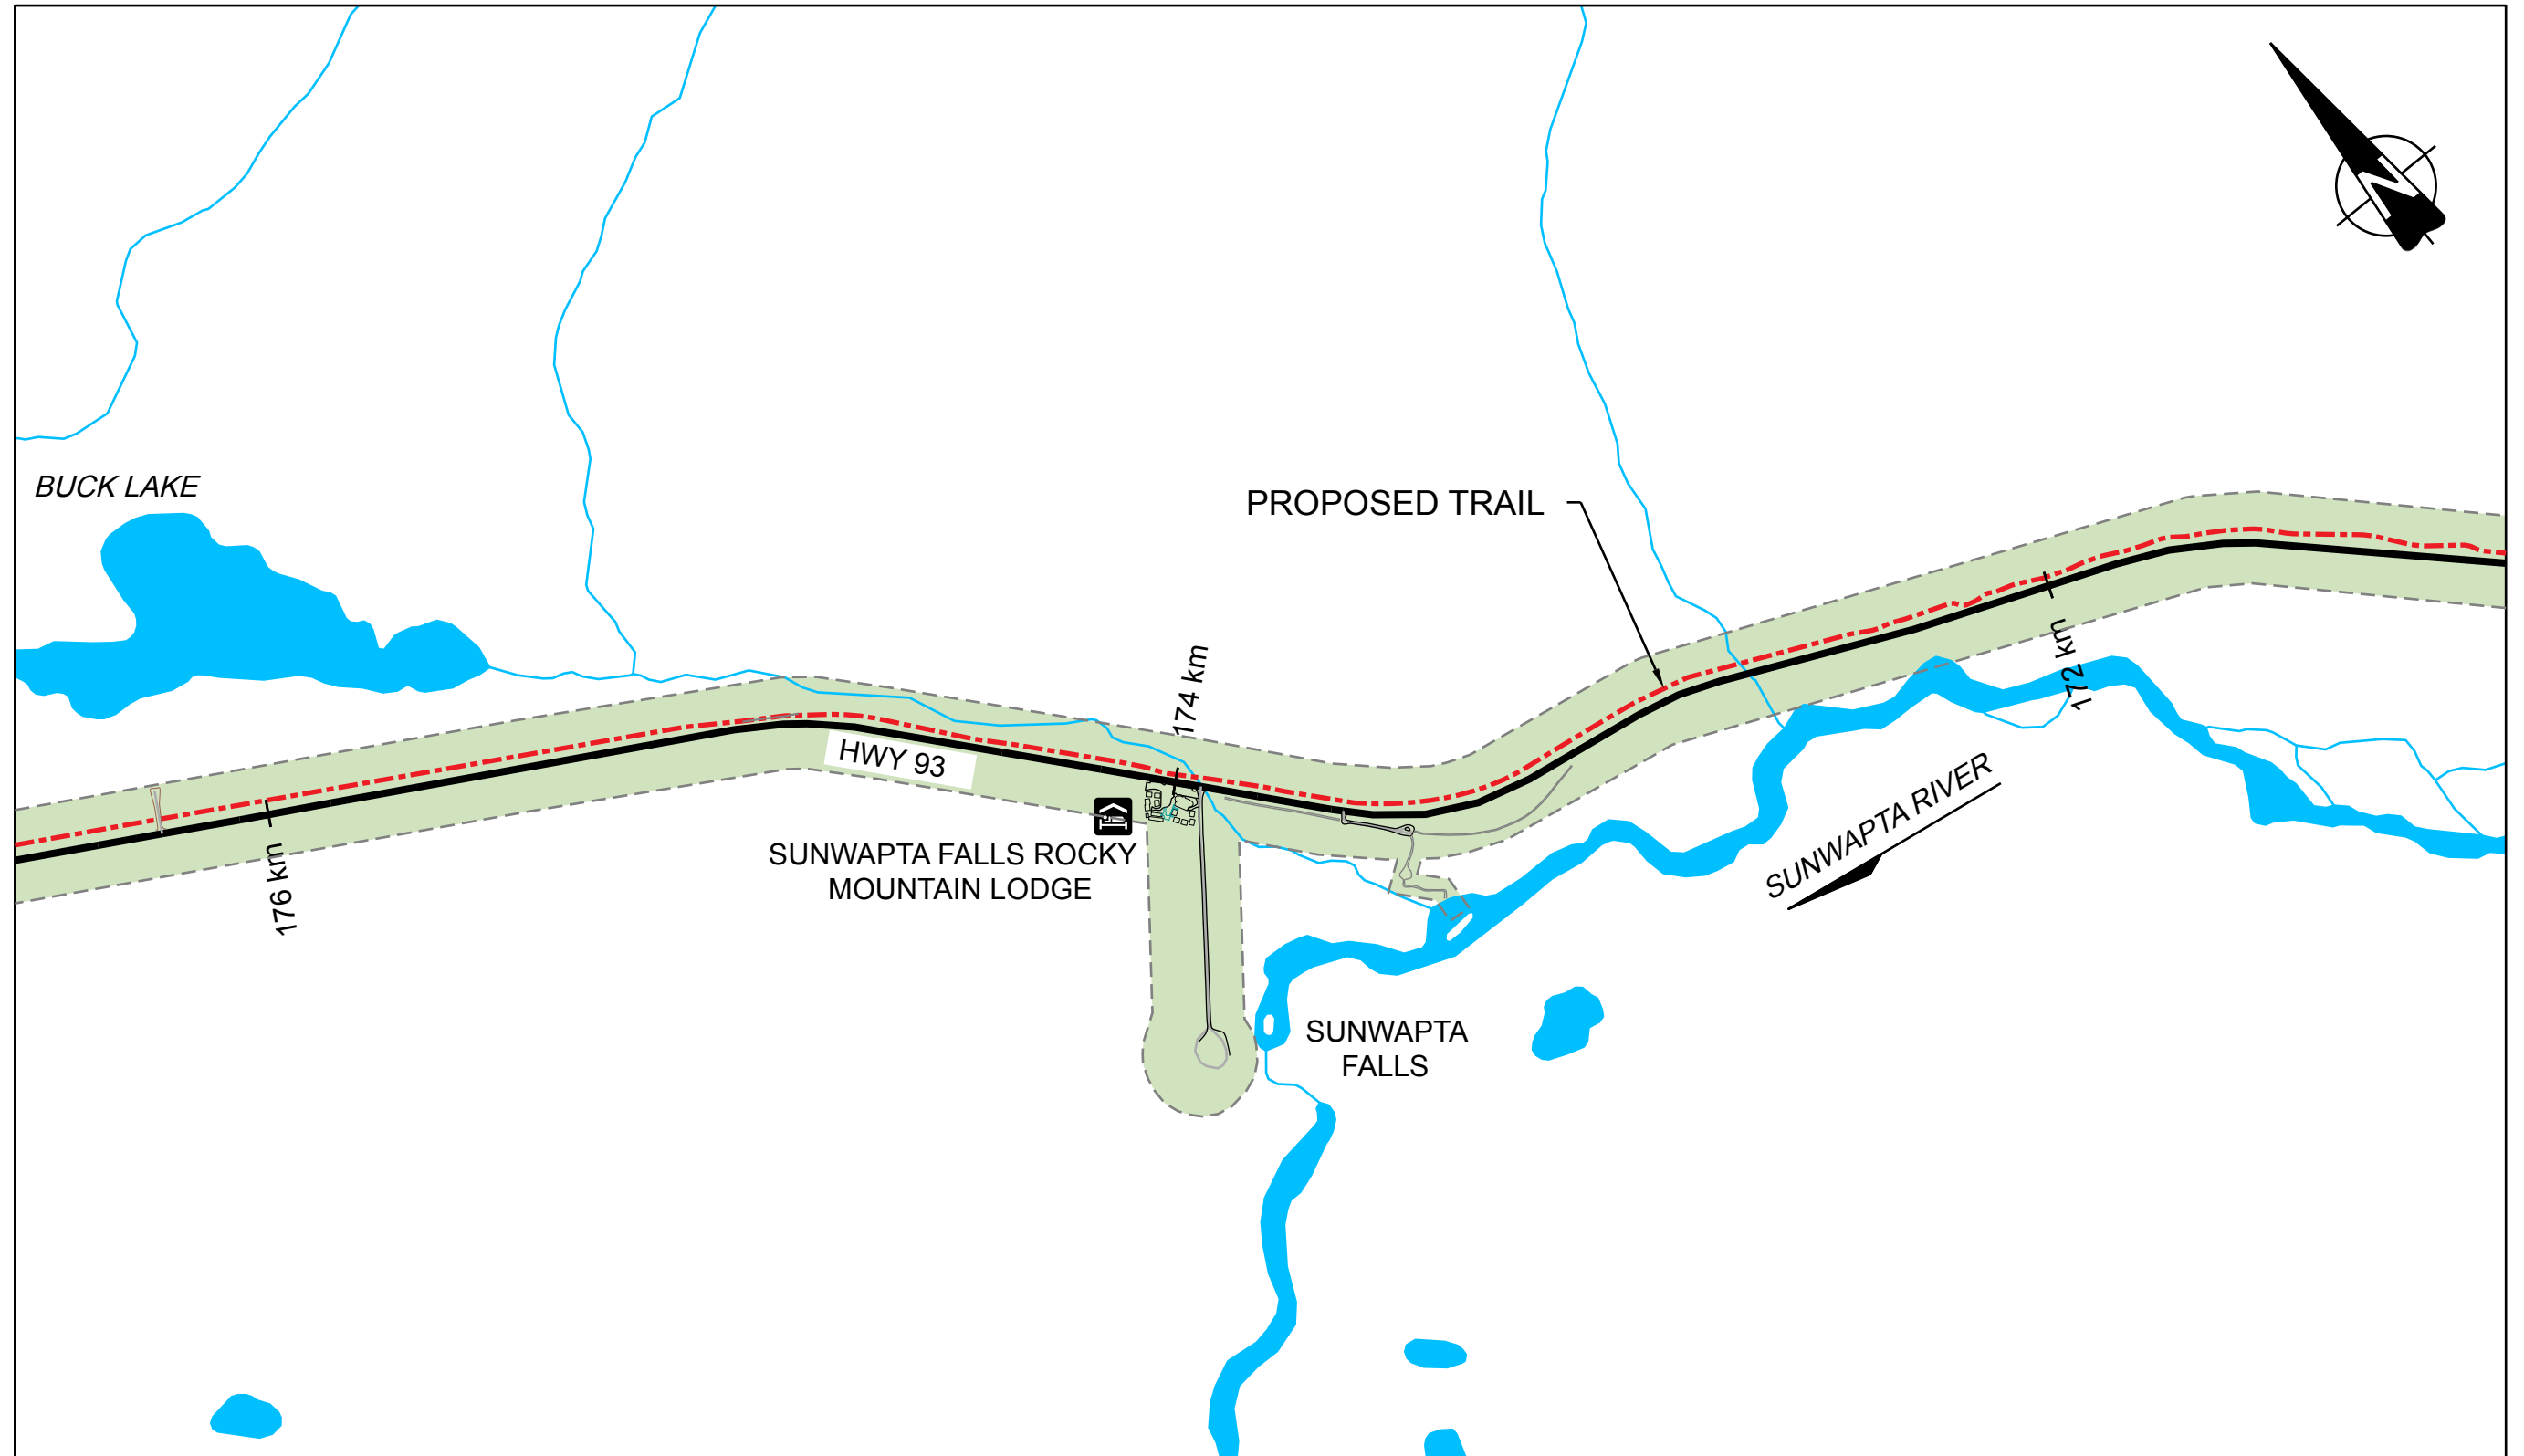 N
BUCK LAKE
PROPOSED TRAIL
174 km
172 km
HWY 93
SUNWAPTA RIVER
176 km
SUNWAPTA FALLS ROCKY
MOUNTAIN LODGE
SUNWAPTA
FALLS